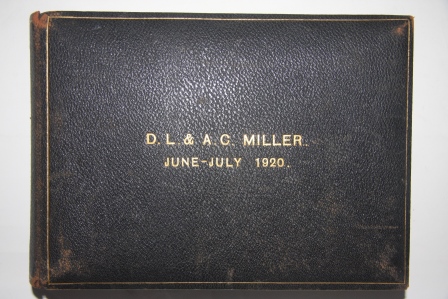 D. L. & A. C. MILLER.
JUNE-JULY 1920.